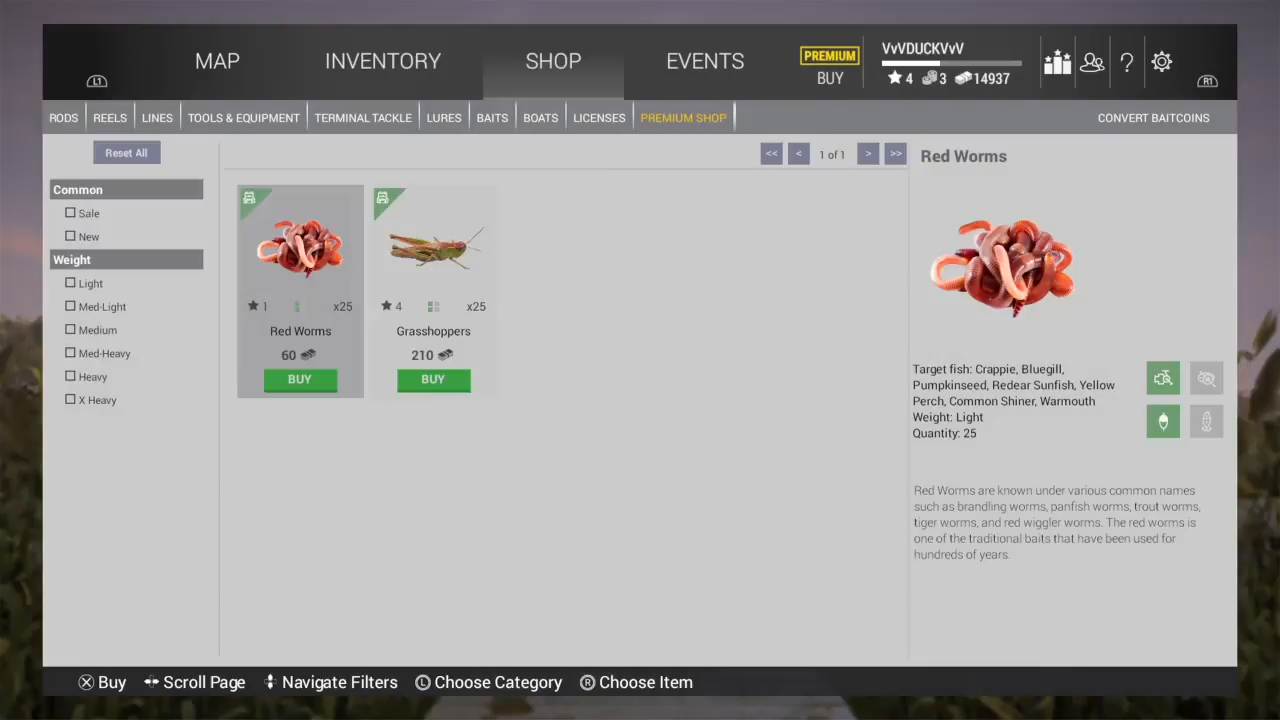 L1
MAP
INVENTORY
SHOP
EVENTS
PREMIUM
BUY
VvVDUCKVvV
4
3
14937
?
R1
RODS
REELS
LINES
TOOLS & EQUIPMENT
TERMINAL TACKLE
LURES
BAITS
BOATS
LICENSES
PREMIUM SHOP
CONVERT BAITCOINS
Reset All
Common
Sale
New
Weight
Light
Med-Light
Medium
Med-Heavy
Heavy
X Heavy
<<
<
1 of 1
>
>>
1
x25
Red Worms
60
BUY
4
x25
Grasshoppers
210
BUY
Red Worms
Target fish: Crappie, Bluegill,
Pumpkinseed, Redear Sunfish, Yellow
Perch, Common Shiner, Warmouth
Weight: Light
Quantity: 25
Red Worms are known under various common names
such as brandling worms, panfish worms, trout worms,
tiger worms, and red wiggler worms. The red worms is
one of the traditional baits that have been used for
hundreds of years.
Buy
Scroll Page
Navigate Filters
L Choose Category
R Choose Item